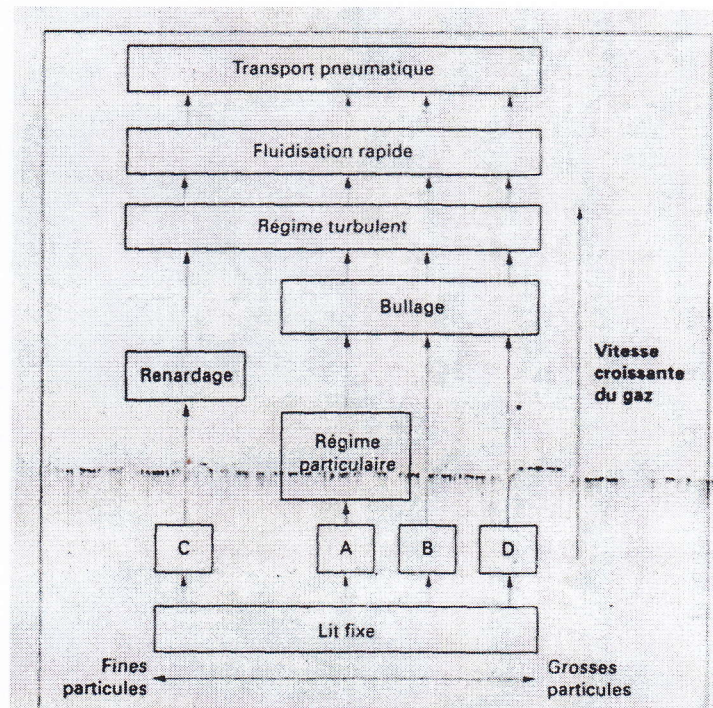 Transport pneumatique
Fluidisation rapide
Régime turbulent
Bullage
Vitesse
croissante
du gaz
Renardage
Régime
particulaire
C
A
B
D
Lit fixe
Fines
particules
Grosses
particules